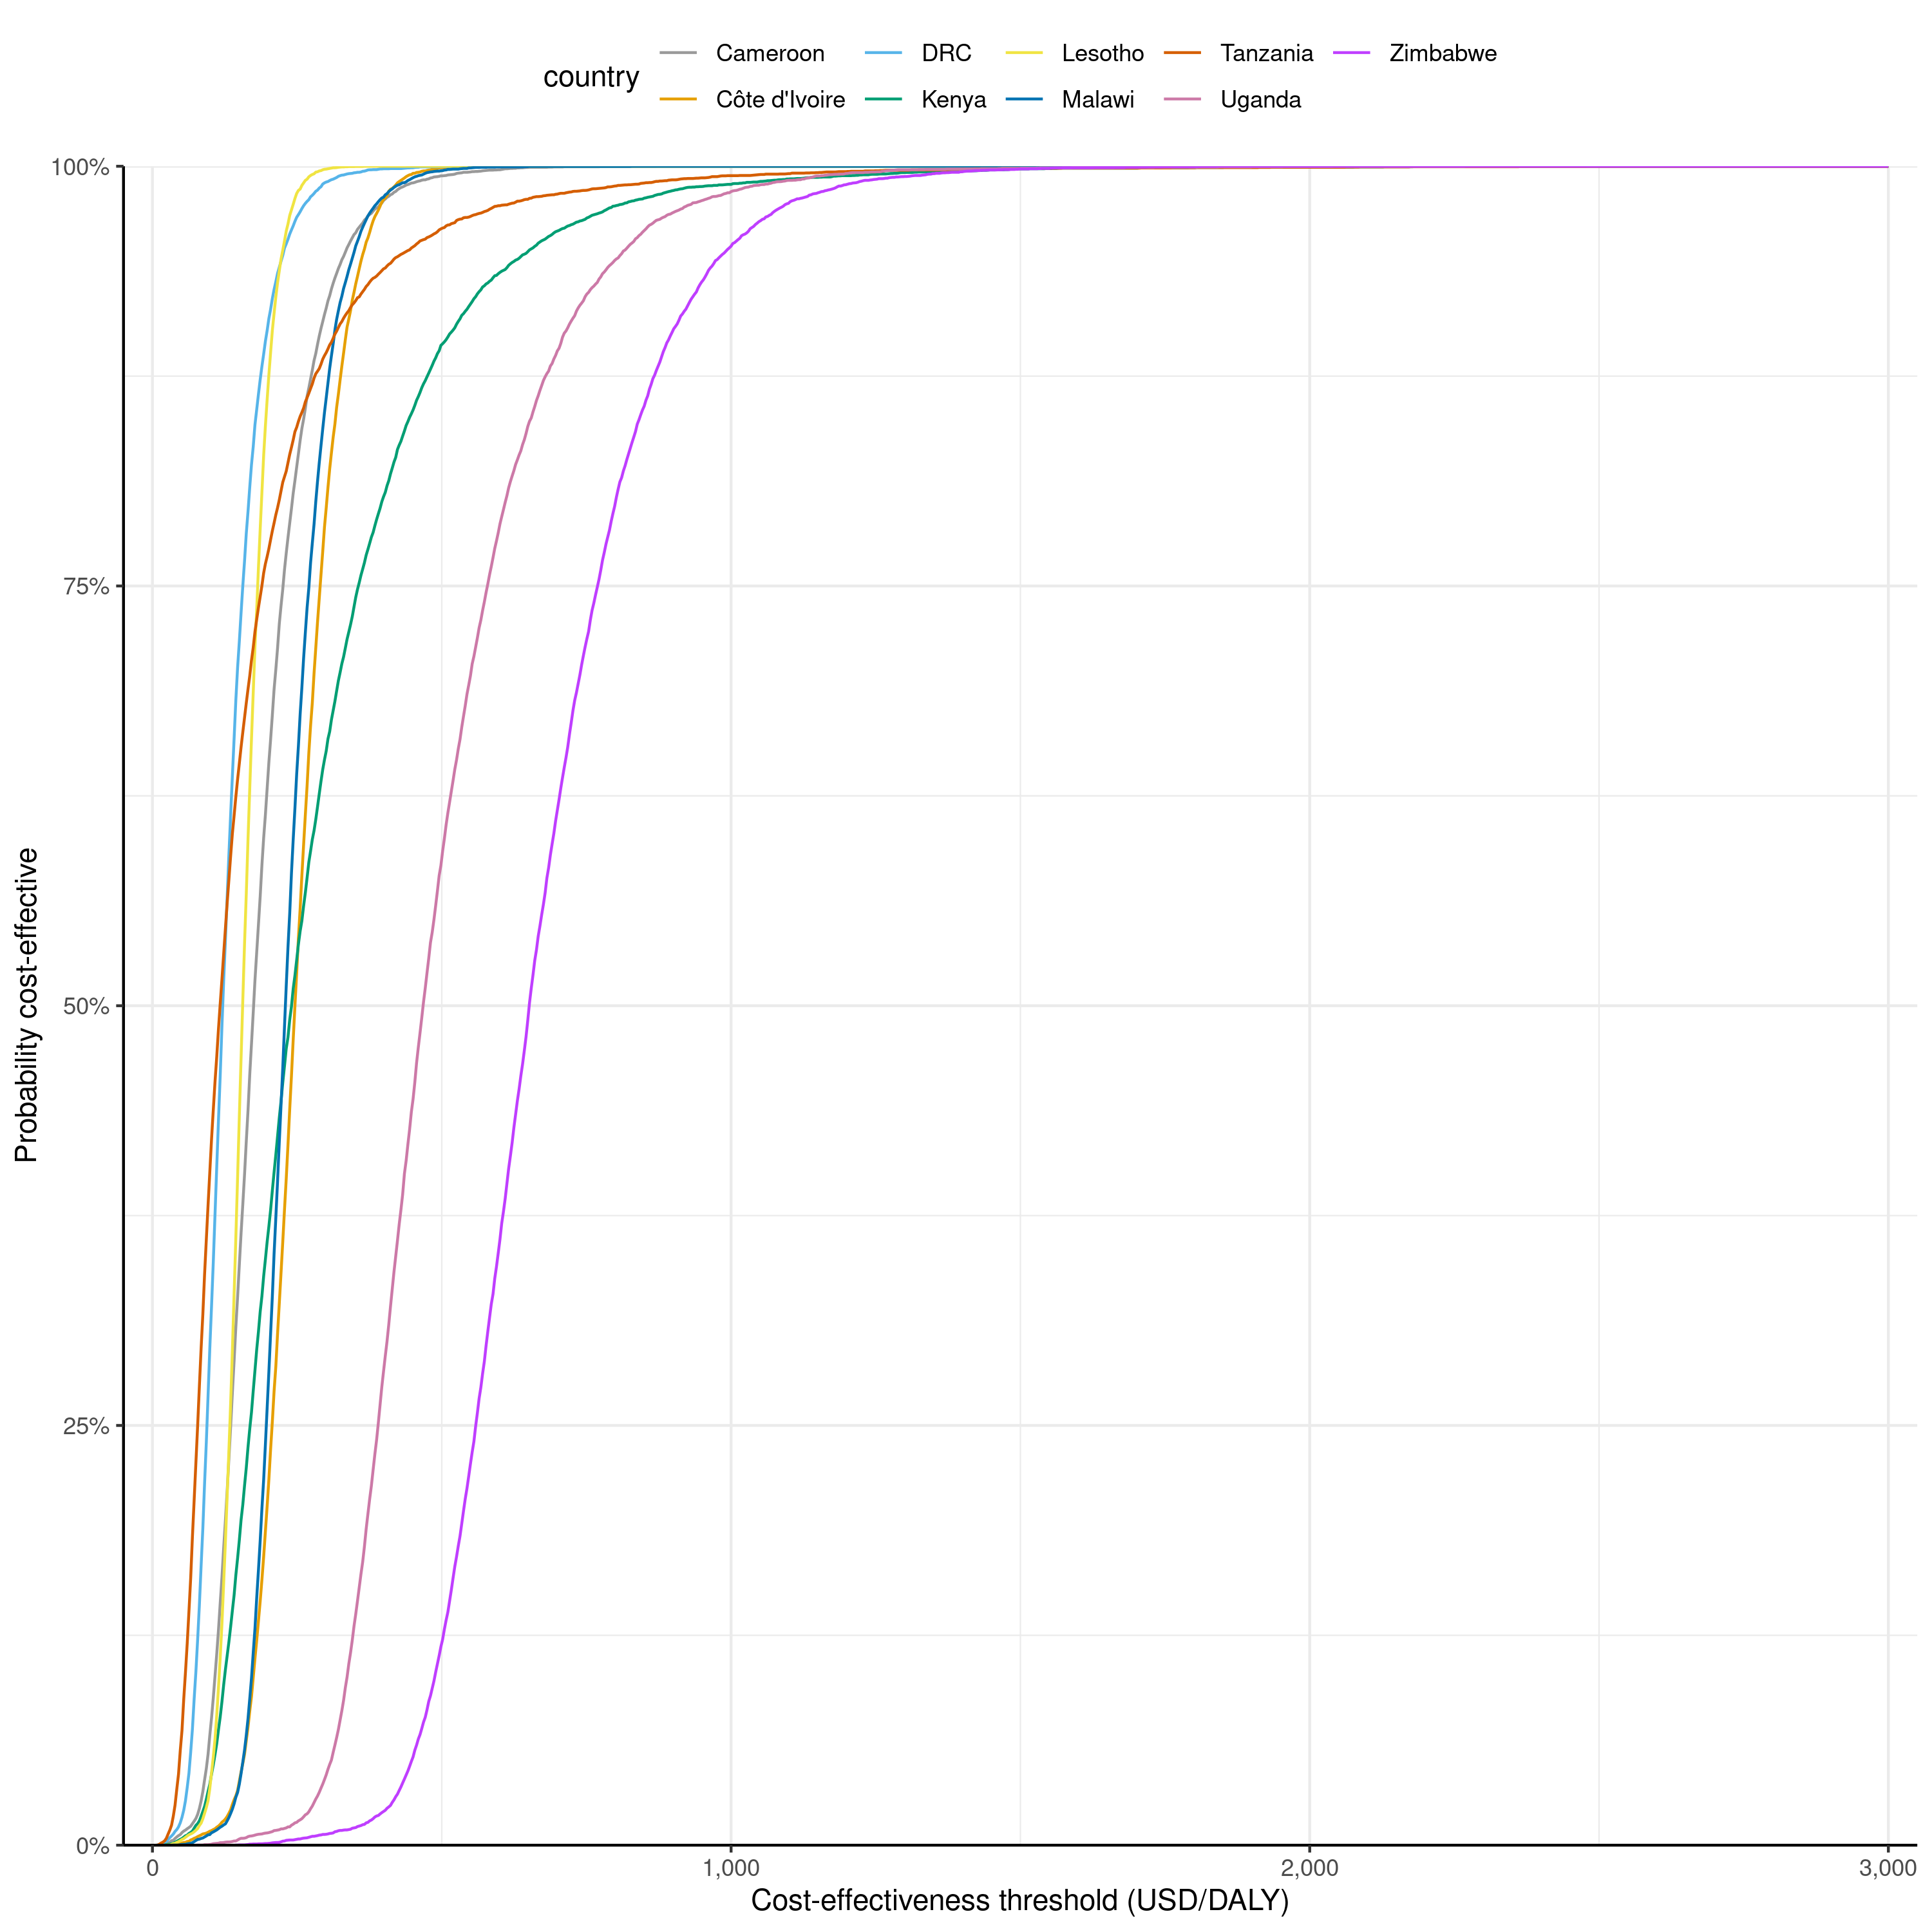 country
Cameroon DRC Lesotho Tanzania Zimbabwe
Côte d'Ivoire Kenya Malawi Uganda
100%
75%
50%
25%
0%
Probability cost-effective
0 1,000 2,000 3,000
Cost-effectiveness threshold (USD/DALY)